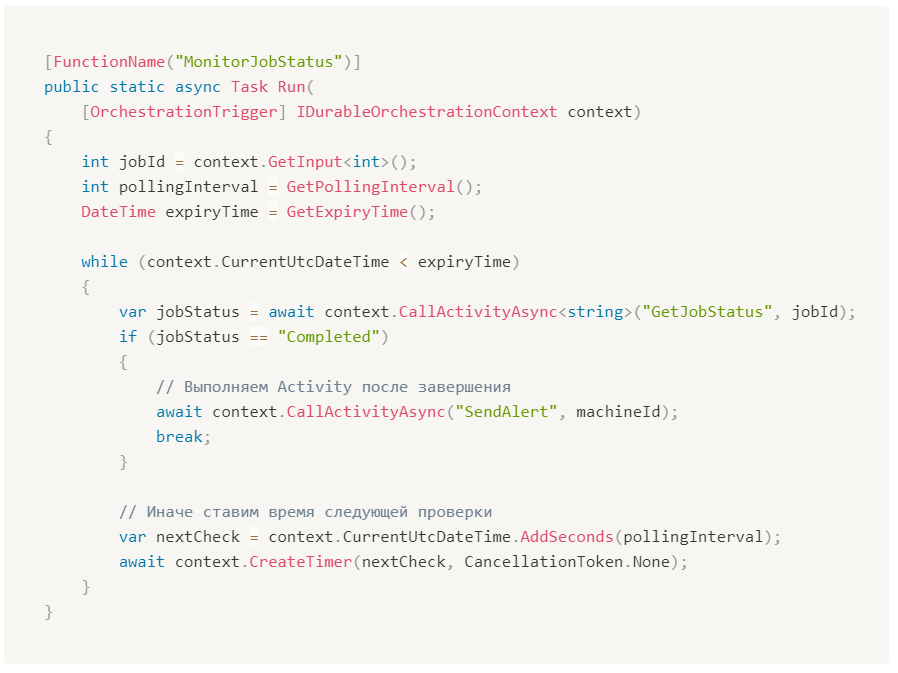 [FunctionName("MonitorJobStatus")]
public static async Task Run(
    [OrchestrationTrigger] IDurableOrchestrationContext context)
{
    int jobId = context.GetInput<int>();
    int pollingInterval = GetPollingInterval();
    DateTime expiryTime = GetExpiryTime();

    while (context.CurrentUtcDateTime < expiryTime)
    {
        var jobStatus = await context.CallActivityAsync<string>("GetJobStatus", jobId);
        if (jobStatus == "Completed")
        {
            // Выполняем Activity после завершения
            await context.CallActivityAsync("SendAlert", machineId);
            break;
        }

        // Иначе ставим время следующей проверки
        var nextCheck = context.CurrentUtcDateTime.AddSeconds(pollingInterval);
        await context.CreateTimer(nextCheck, CancellationToken.None);
    }
}